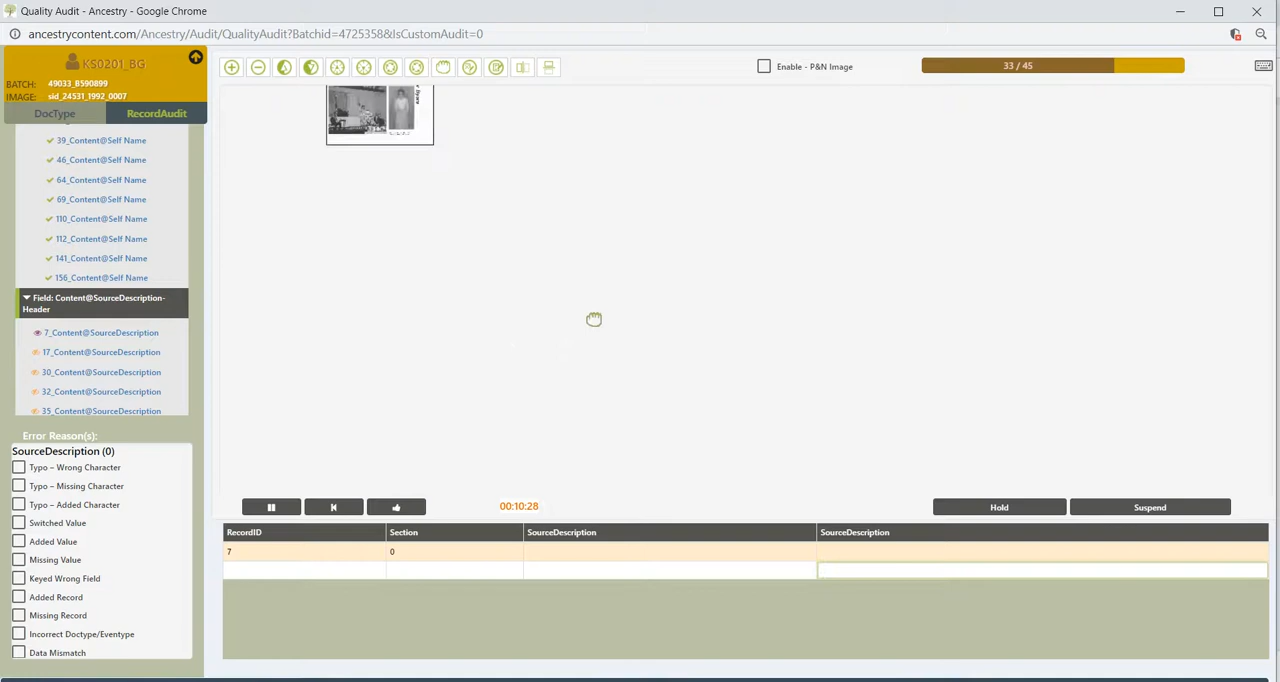 Quality Audit - Ancestry - Google Chrome
ancestrycontent.com/Ancestry/Audit/QualityAudit?Batchid=4725358&IsCustomAudit=0
KS0201_BG
BATCH: 49033_B590899
IMAGE: sid_24531_1992_0007
DocType RecordAudit
Enable - P&N Image
33 / 45
39_Content@Self Name
46_Content@Self Name
64_Content@Self Name
69_Content@Self Name
110_Content@Self Name
112_Content@Self Name
141_Content@Self Name
156_Content@Self Name
Field: Content@SourceDescription-
Header
7_Content@SourceDescription
17_Content@SourceDescription
30_Content@SourceDescription
32_Content@SourceDescription
35_Content@SourceDescription
Error Reason(s):
SourceDescription (0)
Typo – Wrong Character
Typo – Missing Character
Typo – Added Character
Switched Value
Added Value
Missing Value
Keyed Wrong Field
Added Record
Missing Record
Incorrect Doctype/Eventype
Data Mismatch
00:10:28
Hold Suspend
RecordID Section SourceDescription SourceDescription
7 0